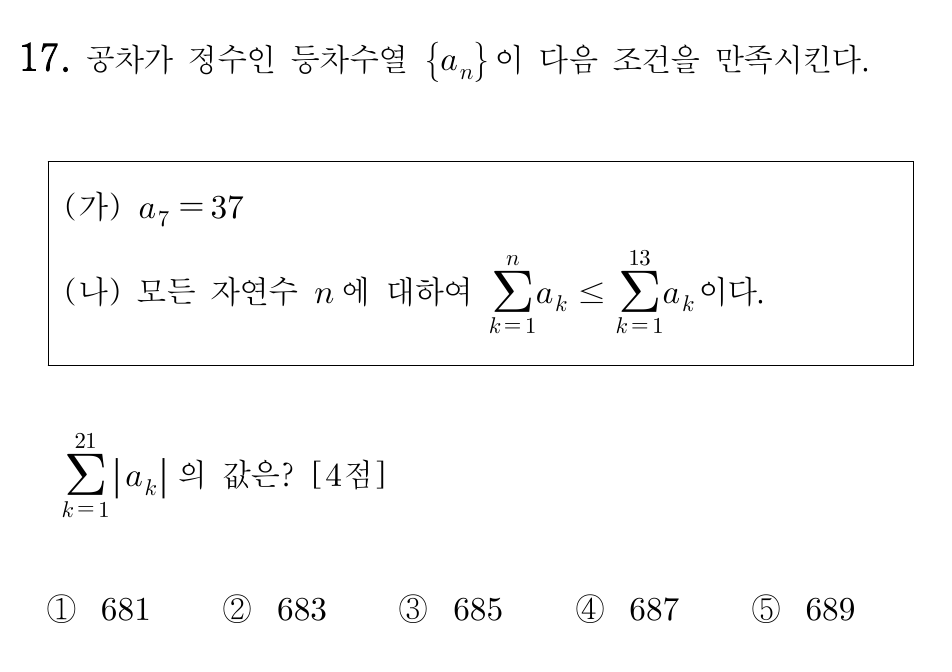 17. 공차가 정수인 등차수열 {aₙ}이 다음 조건을 만족시킨다.
(가) a₇ = 37
(나) 모든 자연수 n에 대하여 \sum_{k=1}^{n} a_k ≤ \sum_{k=1}^{13} a_k 이다.
\sum_{k=1}^{21} |a_k| 의 값은? [4점]
① 681 ② 683 ③ 685 ④ 687 ⑤ 689